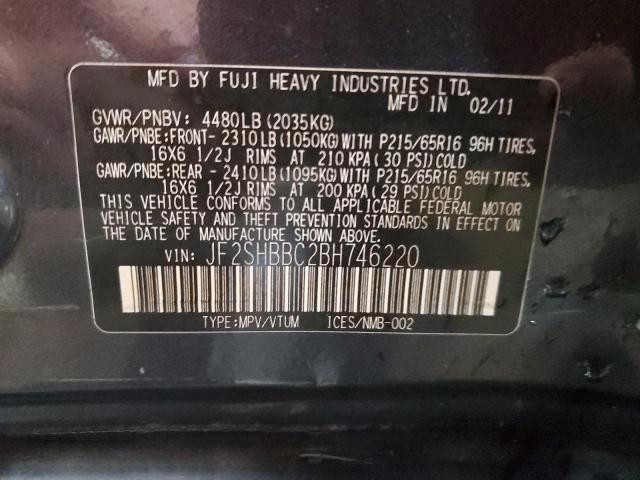 MFD BY FUJI HEAVY INDUSTRIES LTD.
MFD IN 02/11
GVWR/PNBV: 4480LB(2035KG)
GAWR/PNBE:FRONT- 2310LB(1050KG)WITH P215/65R16 96H TIRES,
16X6 1/2J RIMS AT 210 KPA( 30 PSI)COLD
GAWR/PNBE:REAR - 2410LB(1095KG)WITH P215/65R16 96H TIRES,
16X6 1/2J RIMS AT 200 KPA( 29 PSI)COLD
THIS VEHICLE CONFORMS TO ALL APPLICABLE FEDERAL MOTOR
VEHICLE SAFETY AND THEFT PREVENTION STANDARDS IN EFFECT ON
THE DATE OF MANUFACTURE SHOWN ABOVE.
VIN: JF2SHBBC2BH746220
TYPE:MPV/VTUM ICES/NMB-002